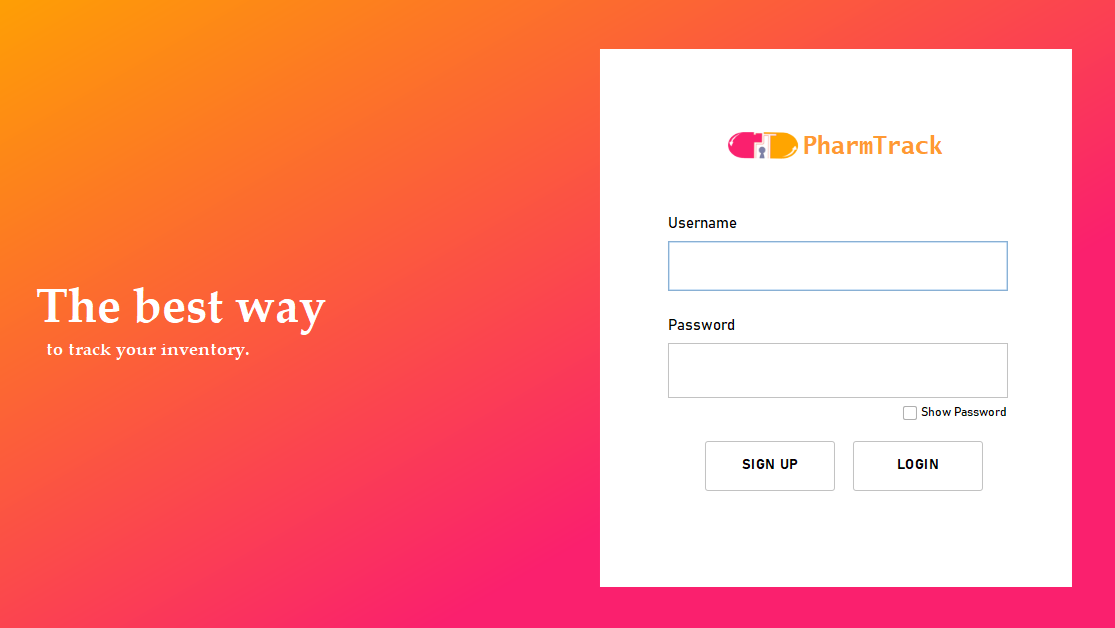 The best way
to track your inventory.
PharmTrack
Username
Password
Show Password
SIGN UP
LOGIN